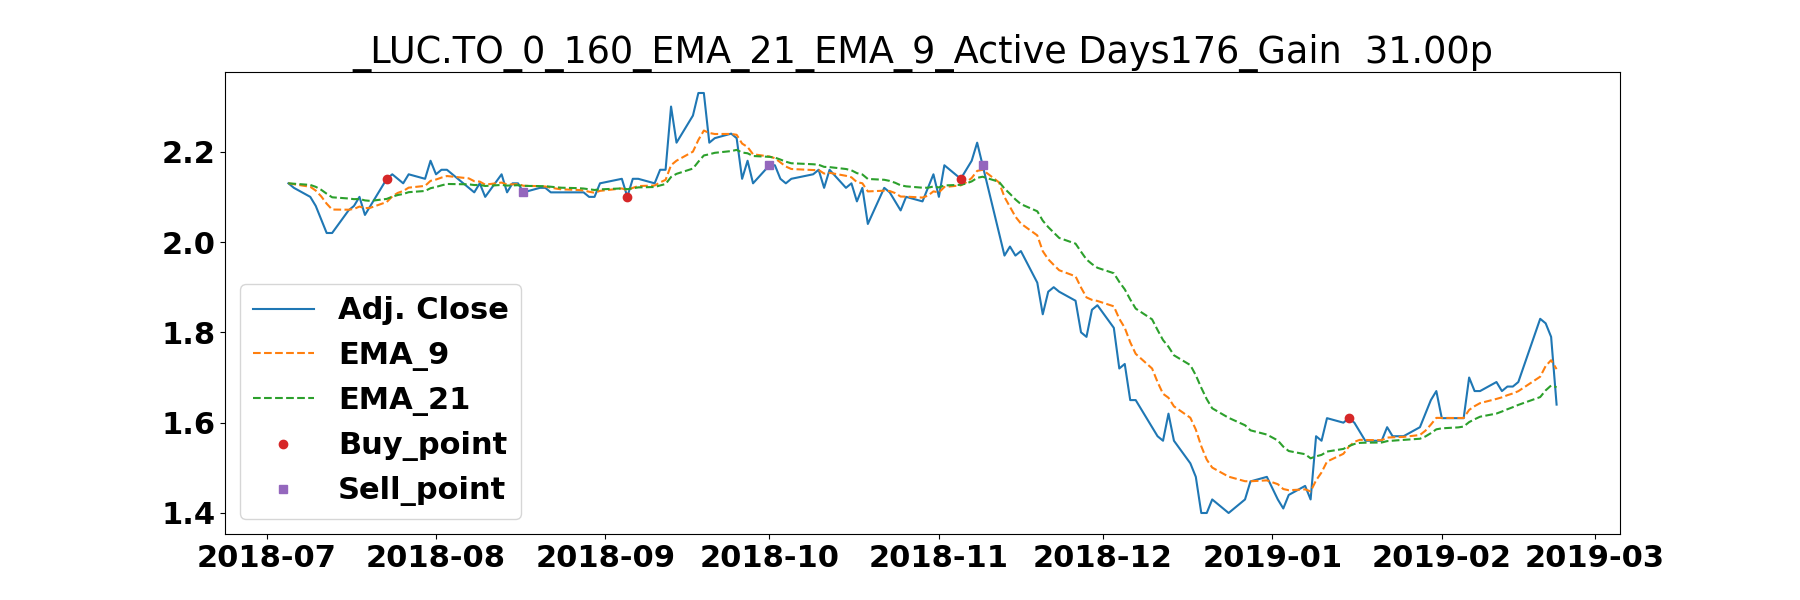 _LUC.TO_0_160_EMA_21_EMA_9_Active Days176_Gain  31.00p
2.2
2.0
1.8
1.6
1.4
Adj. Close
EMA_9
EMA_21
Buy_point
Sell_point
2018-07 2018-08 2018-09 2018-10 2018-11 2018-12 2019-01 2019-02 2019-03